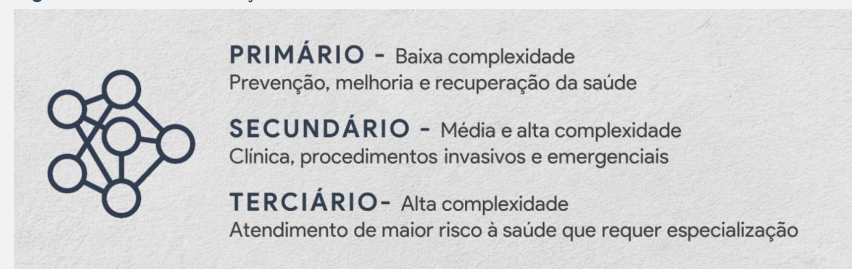 PRIMÁRIO - Baixa complexidade
Prevenção, melhoria e recuperação da saúde
SECUNDÁRIO - Média e alta complexidade
Clínica, procedimentos invasivos e emergenciais
TERCIÁRIO- Alta complexidade
Atendimento de maior risco à saúde que requer especialização